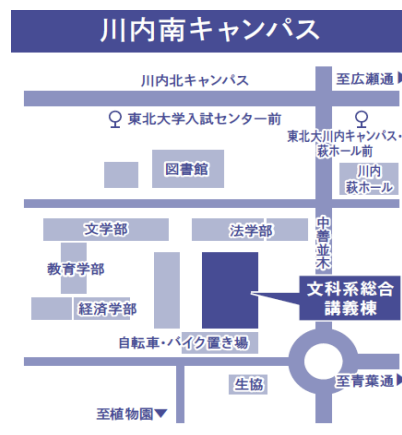 川内南キャンパス
川内北キャンパス
至広瀬通▶
東北大学入試センター前
東北大川内キャンパス・
萩ホール前
図書館
川内
萩ホール
文学部
法学部
中善並木
教育学部
文科系総合
講義棟
経済学部
自転車・バイク置き場
生協
至青葉通▶
至植物園▼